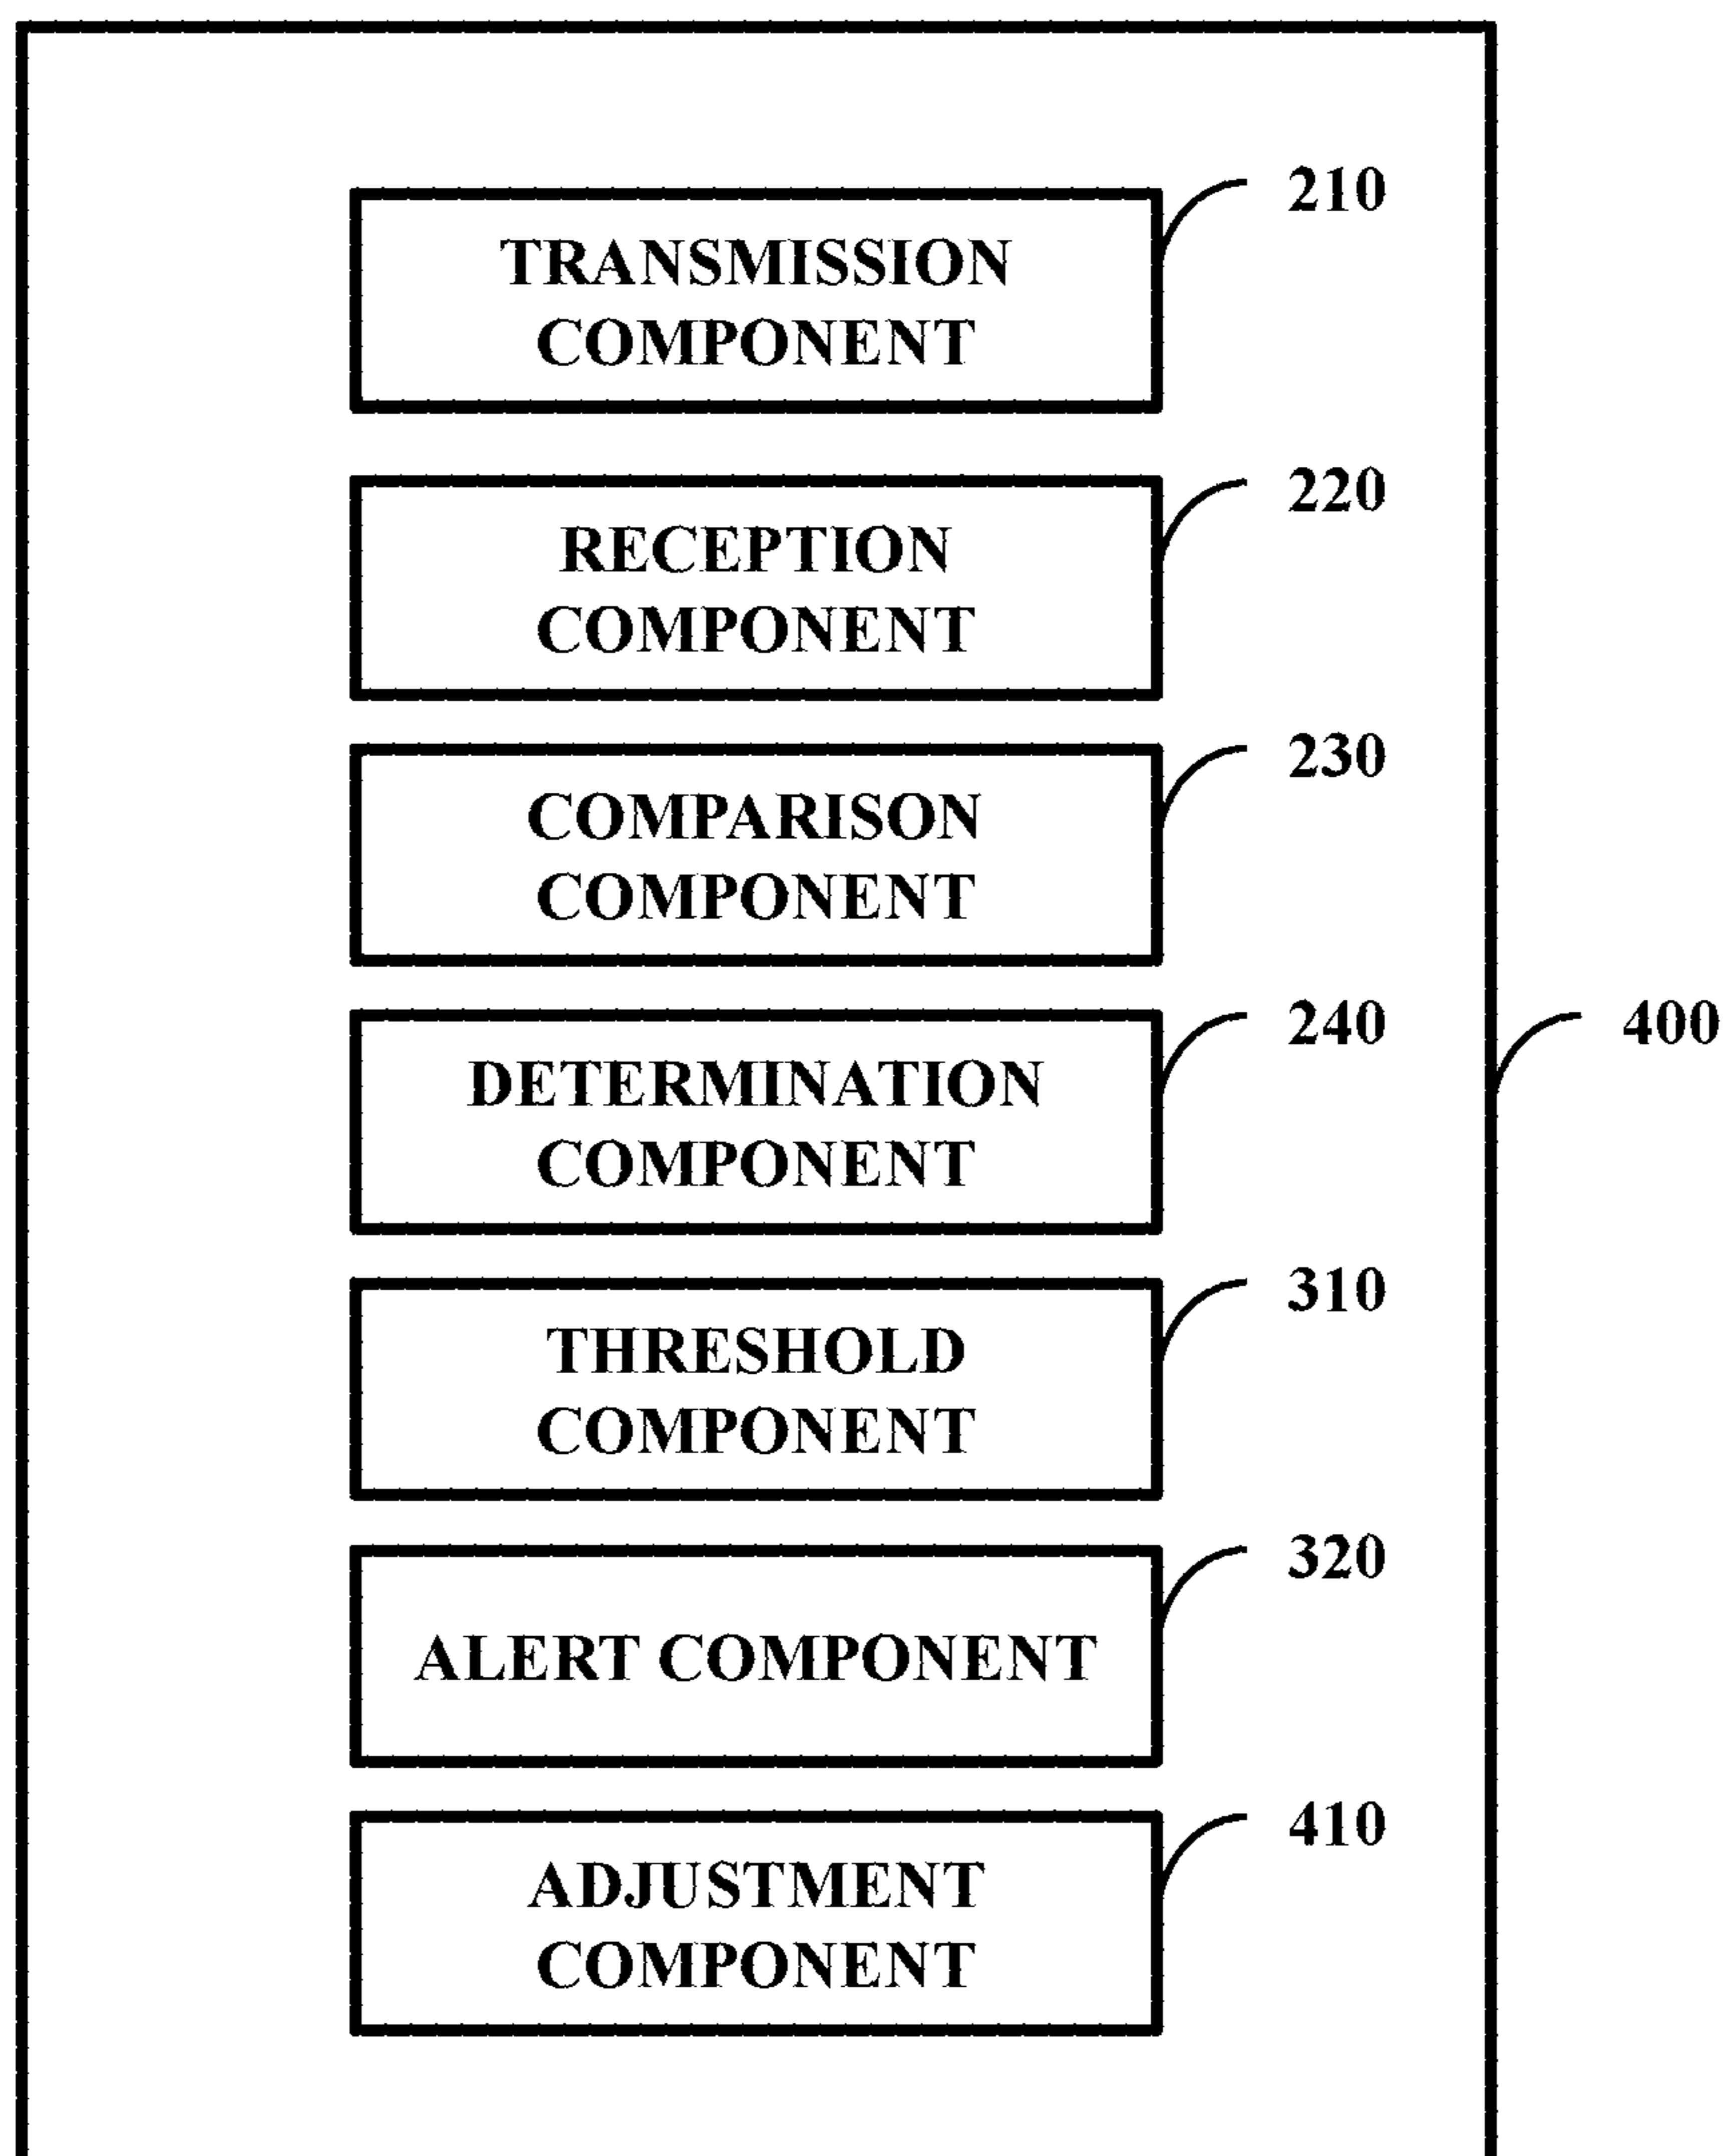 210
TRANSMISSION
COMPONENT
220
RECEPTION
COMPONENT
230
COMPARISON
COMPONENT
240
400
DETERMINATION
COMPONENT
310
THRESHOLD
COMPONENT
320
ALERT COMPONENT
410
ADJUSTMENT
COMPONENT